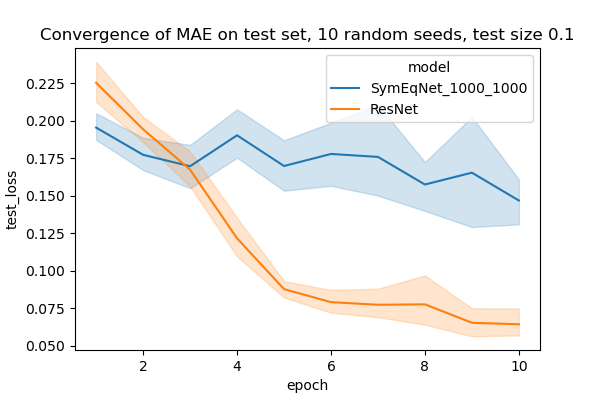 Convergence of MAE on test set, 10 random seeds, test size 0.1
model
SymEqNet_1000_1000
ResNet
test_loss
0.225
0.200
0.175
0.150
0.125
0.100
0.075
0.050
2 4 6 8 10
epoch